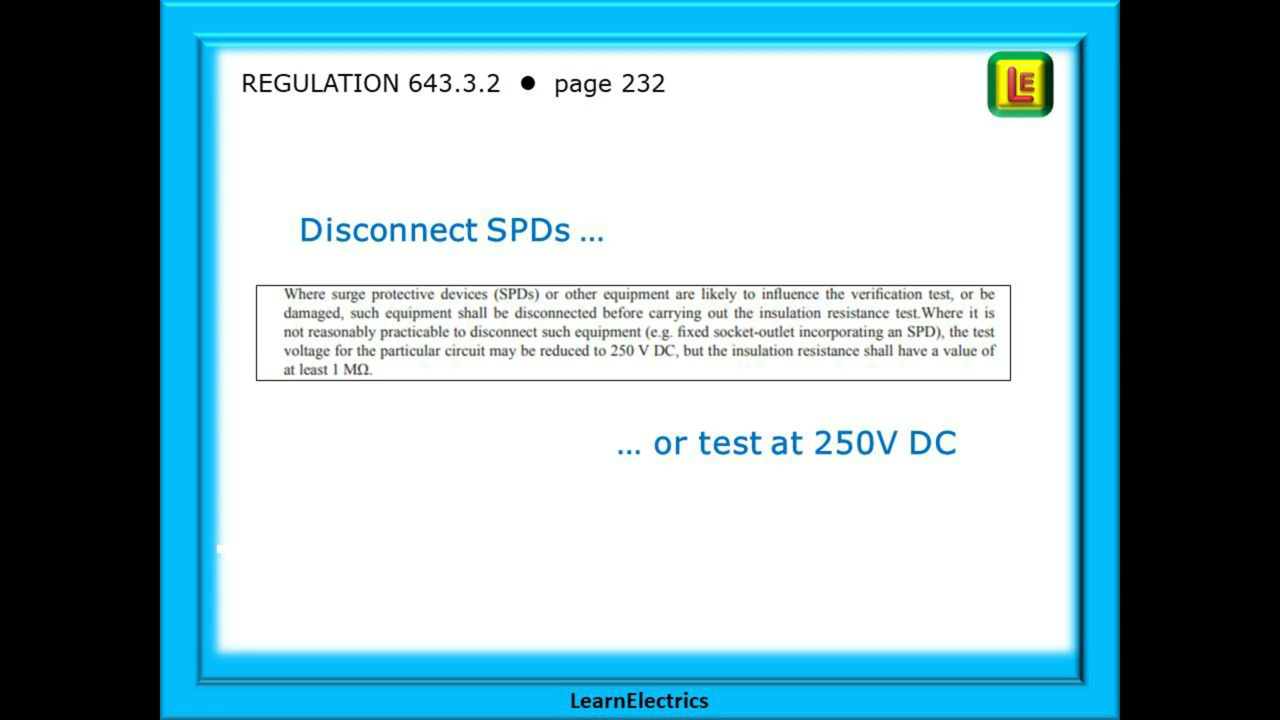 REGULATION 643.3.2 ● page 232
LE
Disconnect SPDs ...
Where surge protective devices (SPDs) or other equipment are likely to influence the verification test, or be
damaged, such equipment shall be disconnected before carrying out the insulation resistance test.Where it is
not reasonably practicable to disconnect such equipment (e.g. fixed socket-outlet incorporating an SPD), the test
voltage for the particular circuit may be reduced to 250 V DC, but the insulation resistance shall have a value of
at least 1 MΩ.
... or test at 250V DC
LearnElectrics